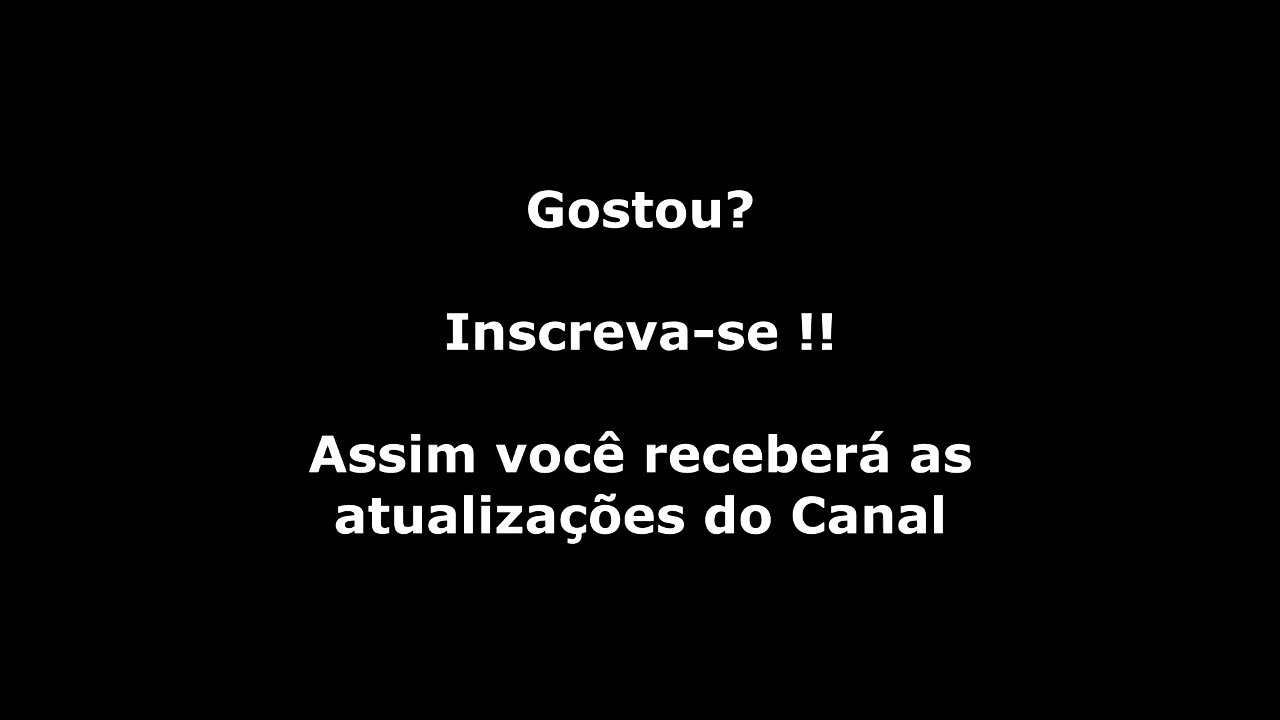 Gostou?
Inscreva-se !!
Assim você receberá as
atualizações do Canal